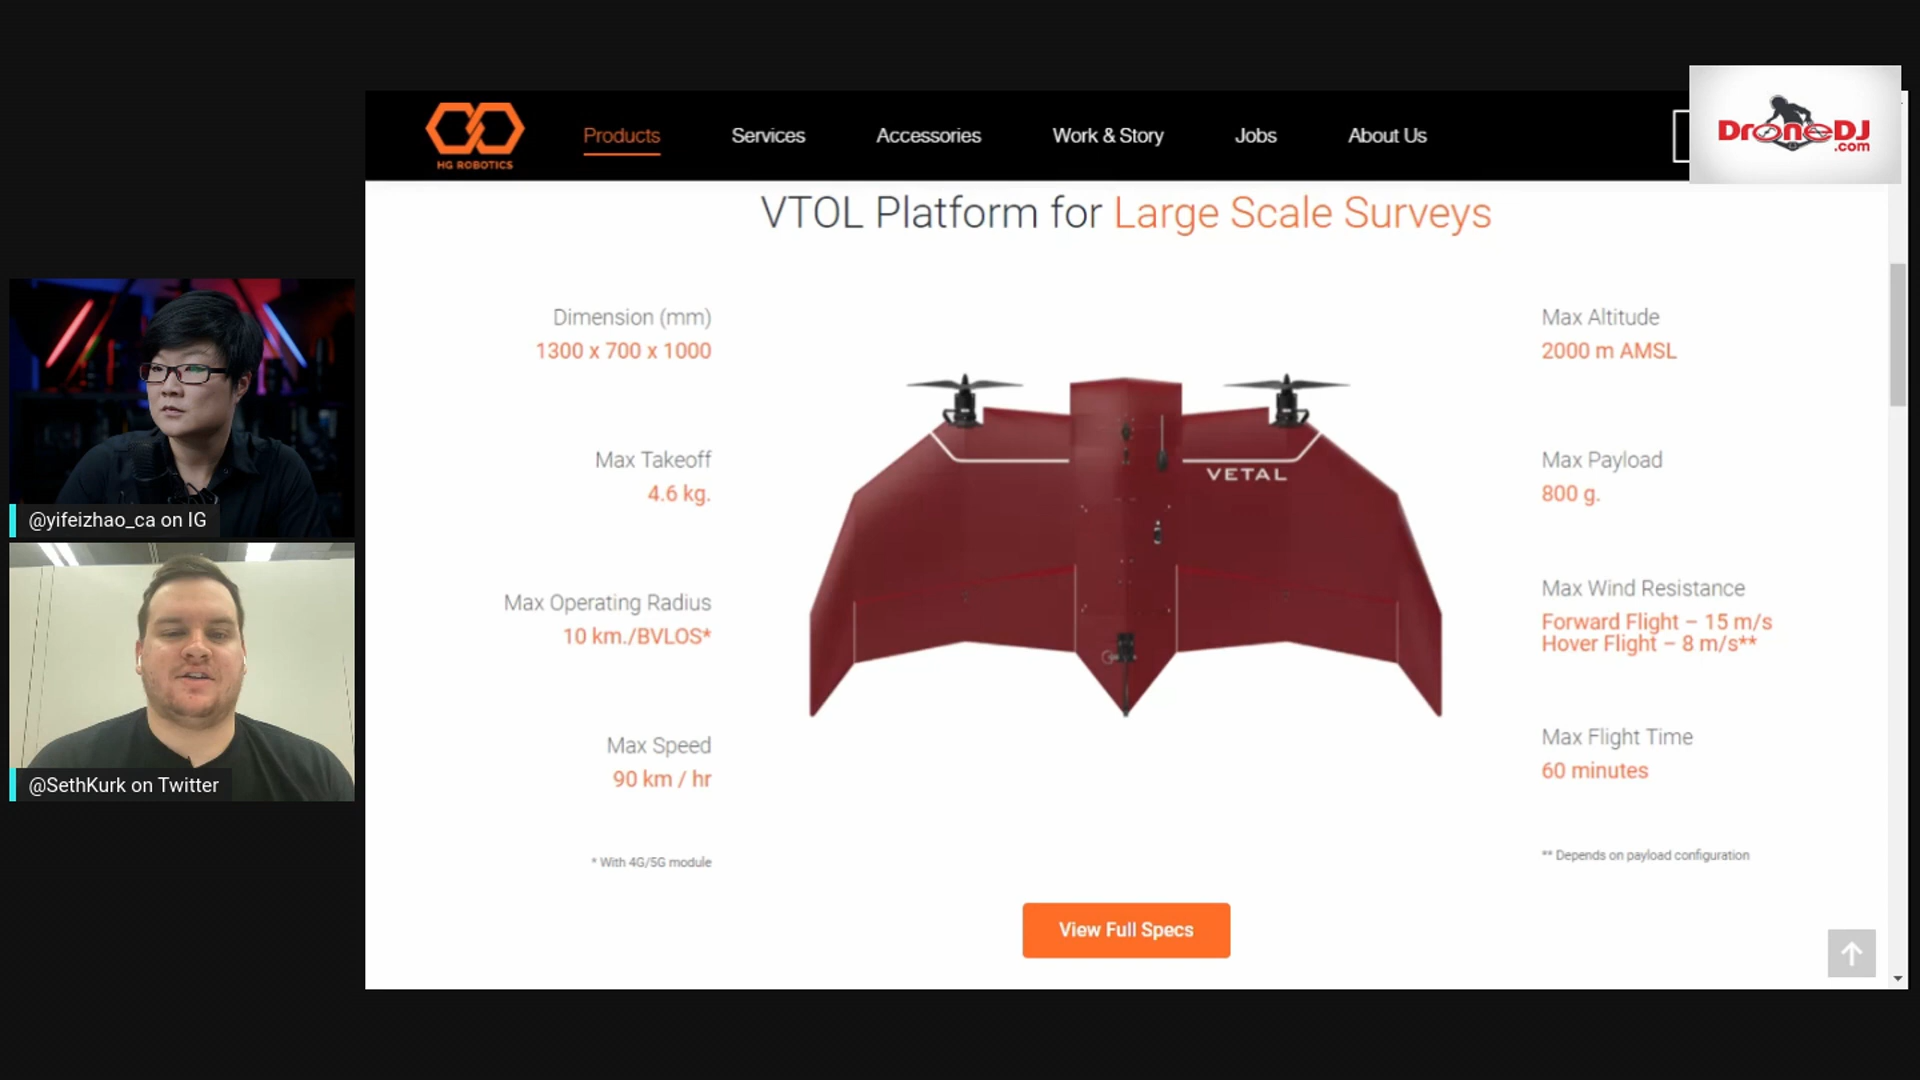 HG ROBOTICS
Products
Services
Accessories
Work & Story
Jobs
About Us
DroneDJ
.com
VTOL Platform for Large Scale Surveys
Dimension (mm)
1300 x 700 x 1000
Max Takeoff
4.6 kg.
Max Operating Radius
10 km./BVLOS*
Max Speed
90 km / hr
* With 4G/5G module
VETAL
Max Altitude
2000 m AMSL
Max Payload
800 g.
Max Wind Resistance
Forward Flight – 15 m/s
Hover Flight – 8 m/s**
Max Flight Time
60 minutes
** Depends on payload configuration
View Full Specs
@yifeizhao_ca on IG
@SethKurk on Twitter